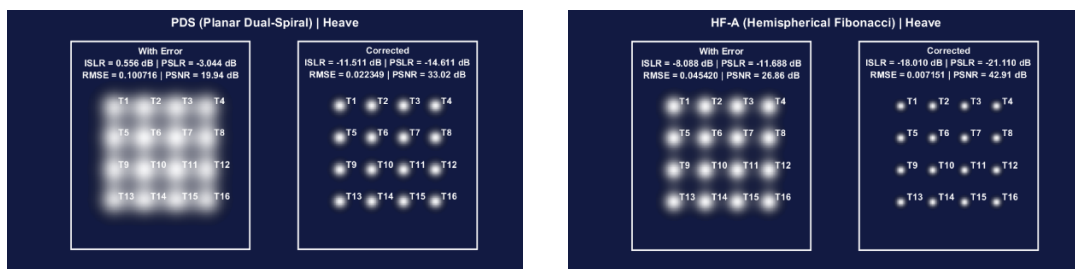 PDS (Planar Dual-Spiral) | Heave
With Error
ISLR = 0.556 dB | PSLR = -3.044 dB
RMSE = 0.100716 | PSNR = 19.94 dB
T1 T2 T3 T4
T5 T6 T7 T8
T9 T10 T11 T12
T13 T14 T15 T16
Corrected
ISLR = -11.511 dB | PSLR = -14.611 dB
RMSE = 0.022349 | PSNR = 33.02 dB
T1 T2 T3 T4
T5 T6 T7 T8
T9 T10 T11 T12
T13 T14 T15 T16
HF-A (Hemispherical Fibonacci) | Heave
With Error
ISLR = -8.088 dB | PSLR = -11.688 dB
RMSE = 0.045420 | PSNR = 26.86 dB
T1 T2 T3 T4
T5 T6 T7 T8
T9 T10 T11 T12
T13 T14 T15 T16
Corrected
ISLR = -18.010 dB | PSLR = -21.110 dB
RMSE = 0.007151 | PSNR = 42.91 dB
T1 T2 T3 T4
T5 T6 T7 T8
T9 T10 T11 T12
T13 T14 T15 T16